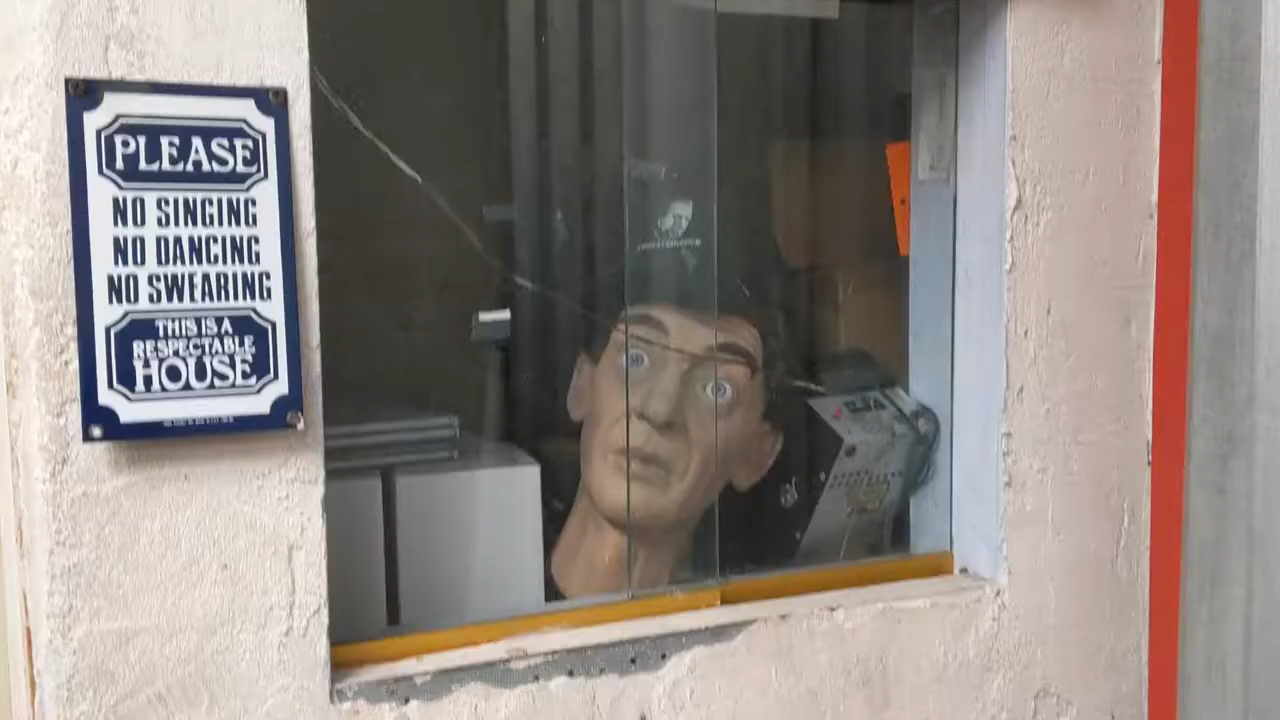 PLEASE
NO SINGING
NO DANCING
NO SWEARING
THIS IS A
RESPECTABLE
HOUSE